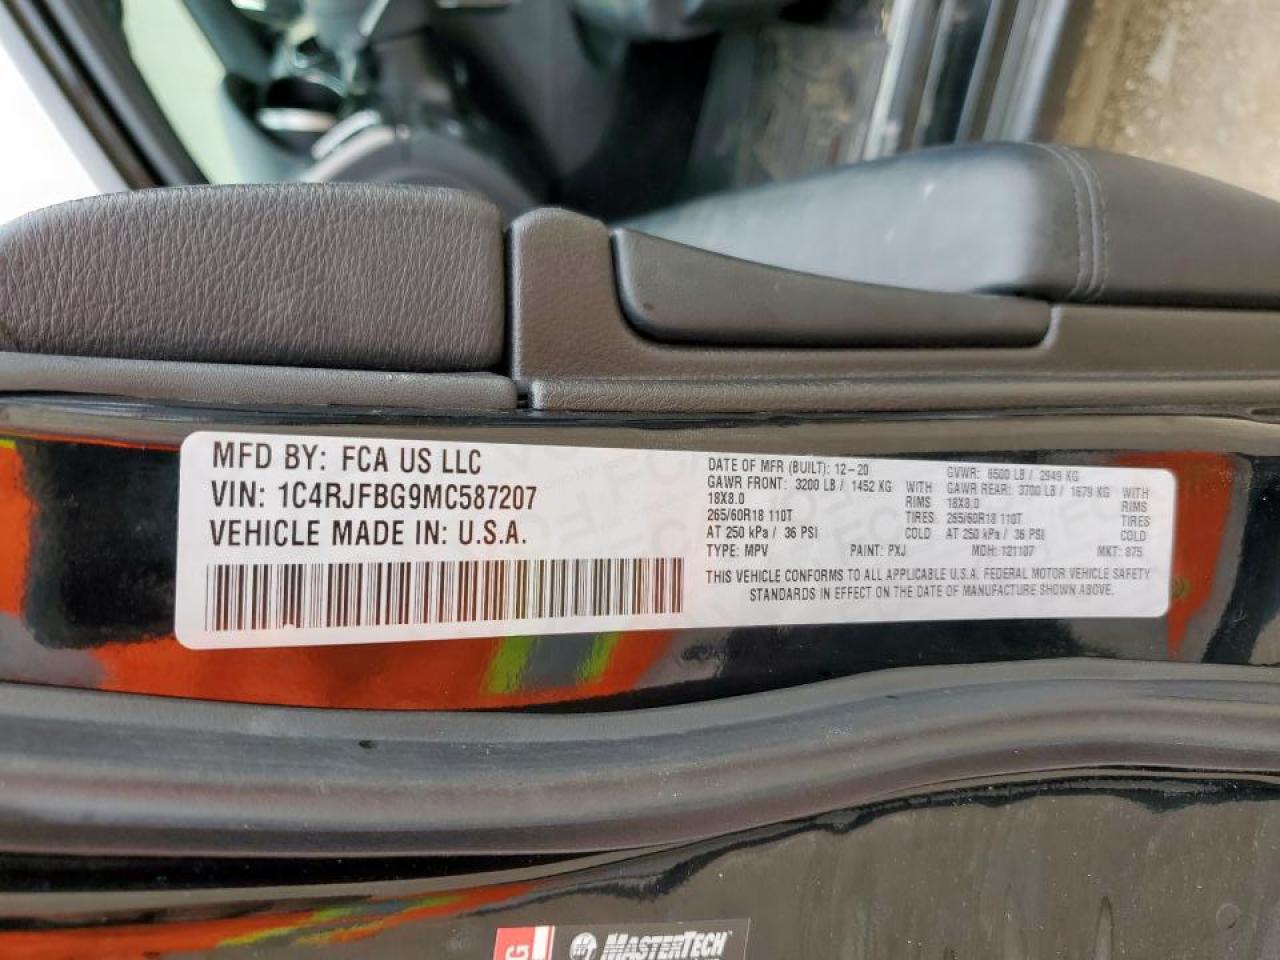 MFD BY: FCA US LLC
VIN: 1C4RJFBG9MC587207
VEHICLE MADE IN: U.S.A.
DATE OF MFR (BUILT): 12-20 GVWR: 6500 LB / 2949 KG
GAWR FRONT: 3200 LB / 1452 KG WITH GAWR REAR: 3700 LB / 1679 KG WITH
18X8.0 RIMS 18X8.0 RIMS
265/60R18 110T TIRES 265/60R18 110T TIRES
AT 250 kPa / 36 PSI COLD AT 250 kPa / 36 PSI COLD
TYPE: MPV PAINT: PXJ MDH: 121107 MKT: 875
THIS VEHICLE CONFORMS TO ALL APPLICABLE U.S.A. FEDERAL MOTOR VEHICLE SAFETY
STANDARDS IN EFFECT ON THE DATE OF MANUFACTURE SHOWN ABOVE.
G MASTERTECH